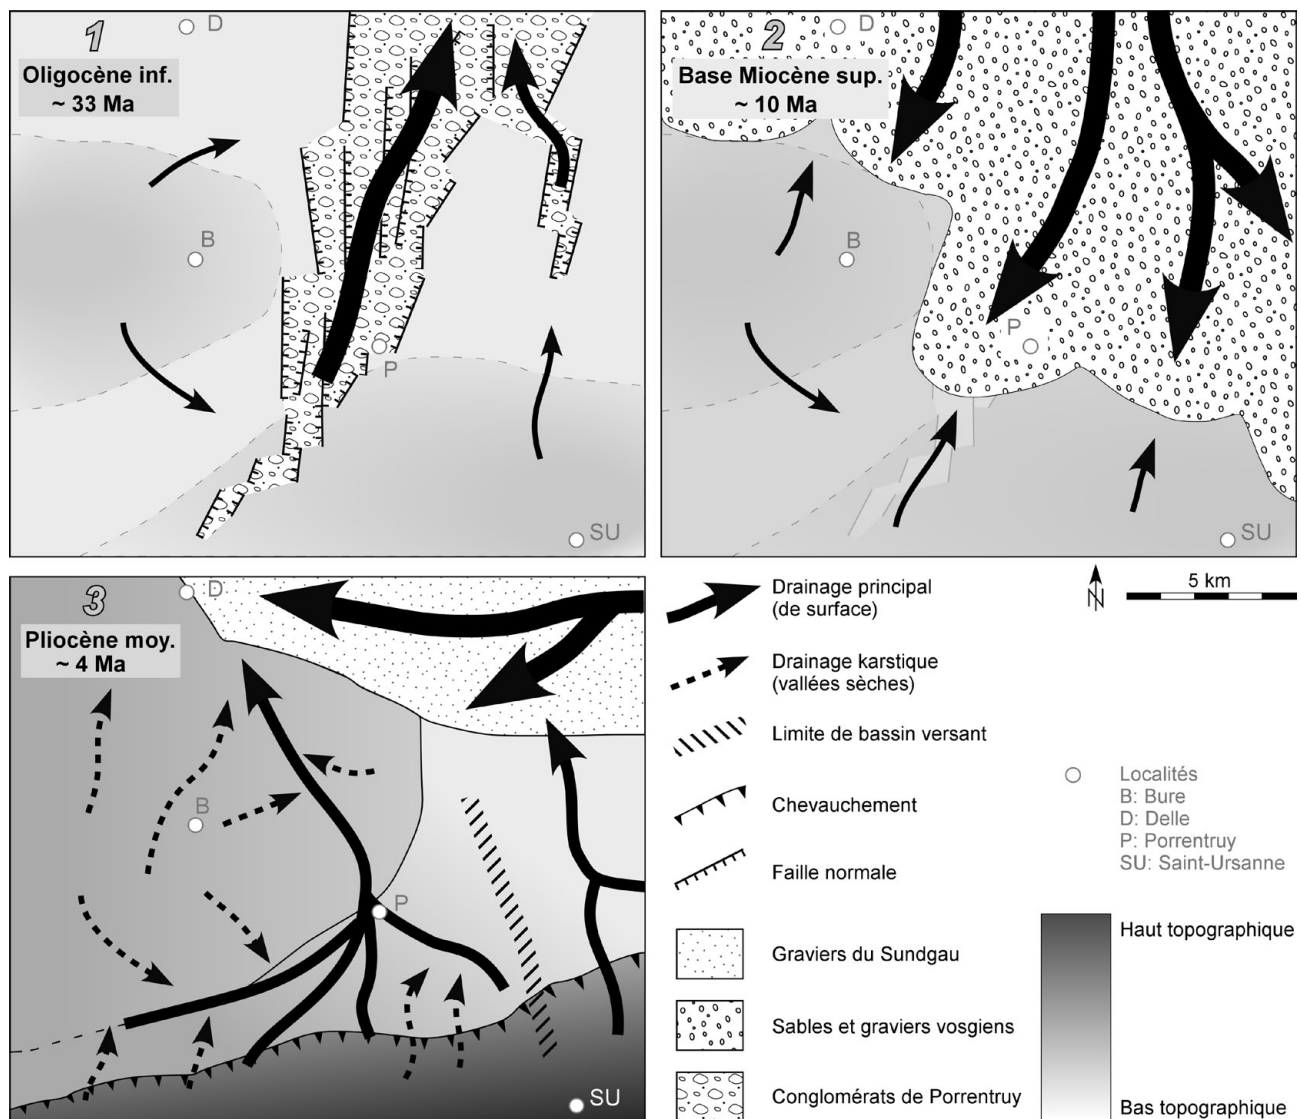 1
D
Oligocène inf.
~ 33 Ma
B
P
SU
2
D
Base Miocène sup.
~ 10 Ma
B
P
SU
3
D
Pliocène moy.
~ 4 Ma
B
P
SU
Drainage principal
(de surface)
Drainage karstique
(vallées sèches)
Limite de bassin versant
Chevauchement
Faille normale
Graviers du Sundgau
Sables et graviers vosgiens
Conglomérats de Porrentruy
N
5 km
Localités
B: Bure
D: Delle
P: Porrentruy
SU: Saint-Ursanne
Haut topographique
Bas topographique